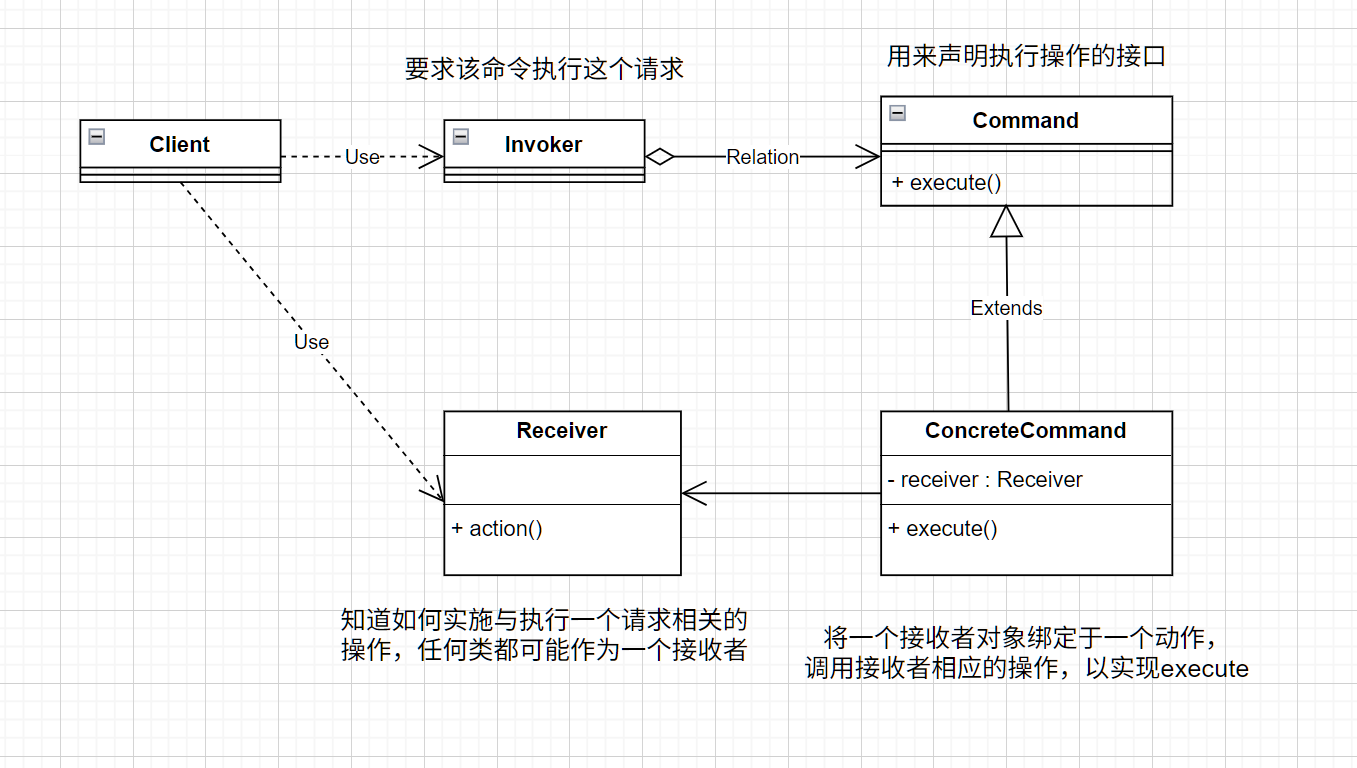 要求该命令执行这个请求
用来声明执行操作的接口
Client
Use
Invoker
Relation
Command
+ execute()
Extends
Use
Receiver
+ action()
ConcreteCommand
- receiver : Receiver
+ execute()
知道如何实施与执行一个请求相关的
操作，任何类都可能作为一个接收者
将一个接收者对象绑定于一个动作，
调用接收者相应的操作，以实现execute